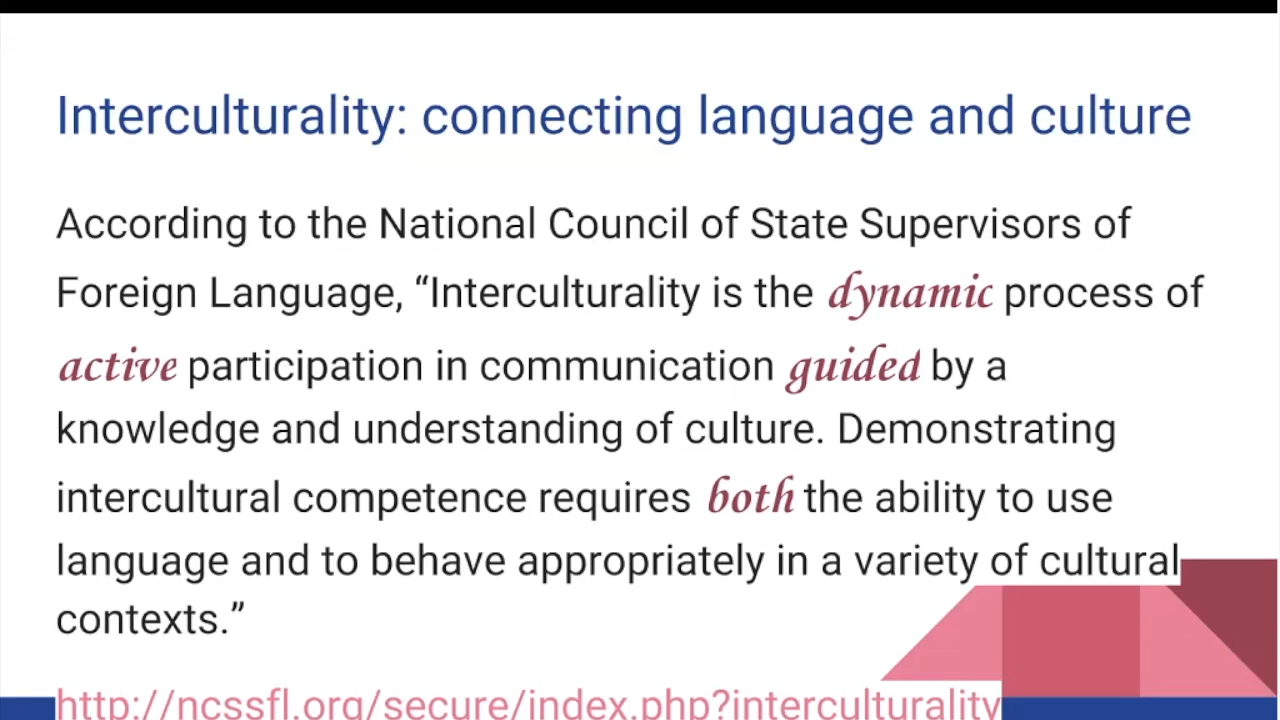 Interculturality: connecting language and culture
According to the National Council of State Supervisors of
Foreign Language, “Interculturality is the dynamic process of
active participation in communication guided by a
knowledge and understanding of culture. Demonstrating
intercultural competence requires both the ability to use
language and to behave appropriately in a variety of cultural
contexts.”
http://ncssfl.org/secure/index.php?interculturality